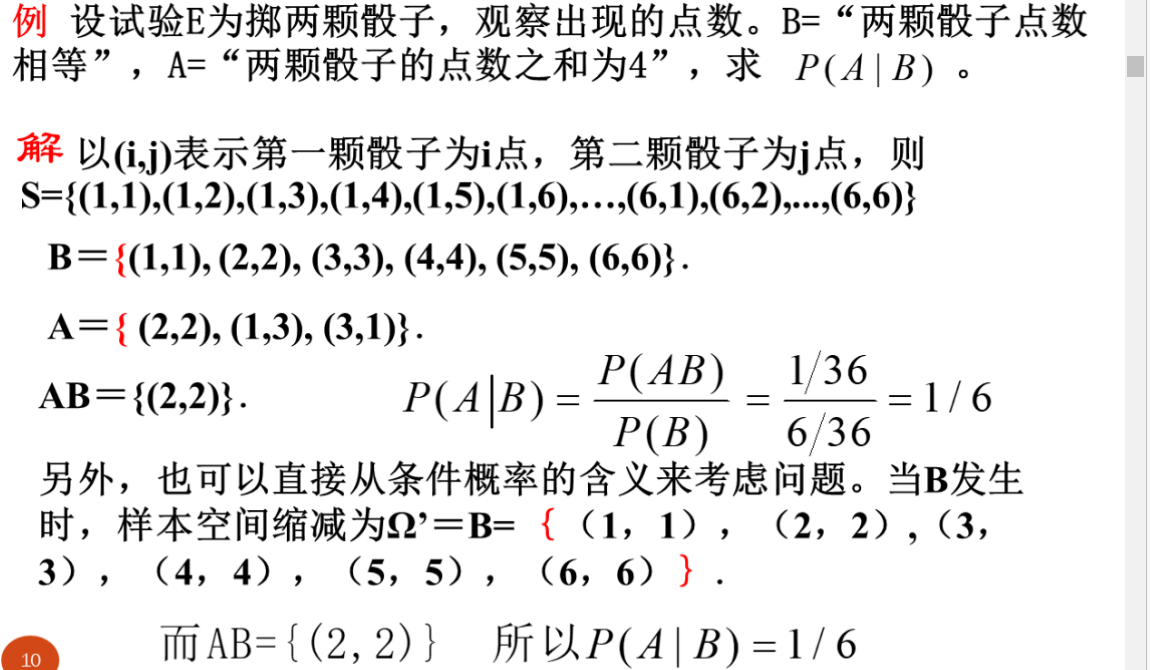 例 设试验E为掷两颗骰子，观察出现的点数。B=“两颗骰子点数
相等”，A=“两颗骰子的点数之和为4”，求 P(A|B) 。
解 以(i,j)表示第一颗骰子为i点，第二颗骰子为j点，则
S={(1,1),(1,2),(1,3),(1,4),(1,5),(1,6),…,(6,1),(6,2),...,(6,6)}
B＝{(1,1), (2,2), (3,3), (4,4), (5,5), (6,6)}.
A＝{ (2,2), (1,3), (3,1)}.
AB＝{(2,2)}. P(A|B) = P(AB)/P(B) = (1/36)/(6/36) = 1/6
另外，也可以直接从条件概率的含义来考虑问题。当B发生
时，样本空间缩减为Ω’＝B= {（1，1），（2，2）,（3，
3），（4，4），（5，5），（6，6）}.
而AB={(2,2)} 所以P(A|B)=1/6
10